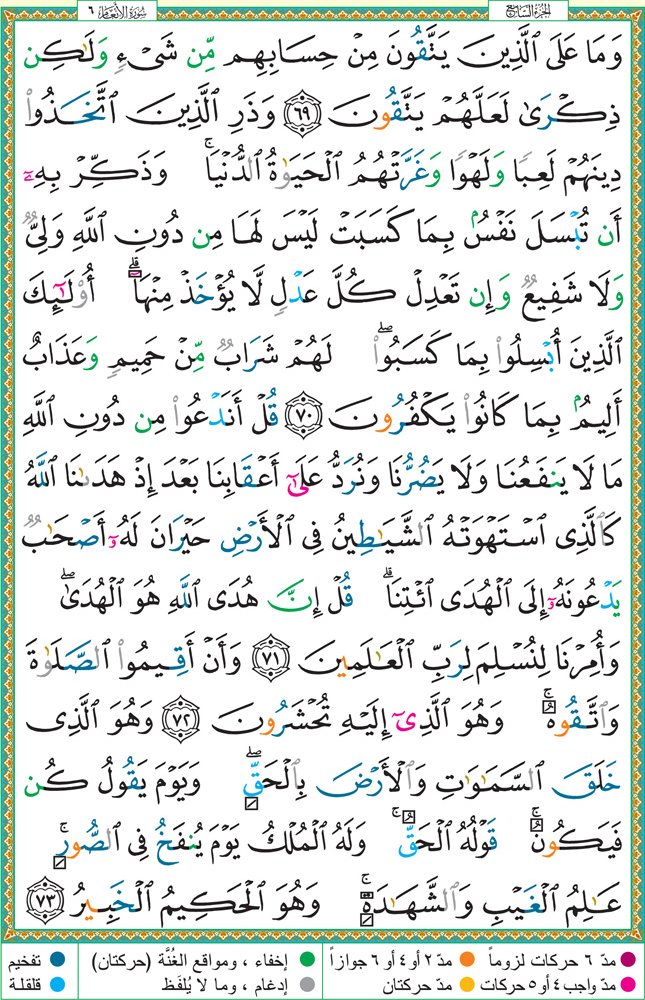 الجزء السابع
سورة الأنعام ٦
وَمَا عَلَى ٱلَّذِينَ يَتَّقُونَ مِنْ حِسَابِهِم مِّن شَىْءٍ وَلَٰكِن
ذِكْرَىٰ لَعَلَّهُمْ يَتَّقُونَ ٦٩ وَذَرِ ٱلَّذِينَ ٱتَّخَذُوا۟
دِينَهُمْ لَعِبًا وَلَهْوًا وَغَرَّتْهُمُ ٱلْحَيَوٰةُ ٱلدُّنْيَا ۚ وَذَكِّرْ بِهِۦٓ
أَن تُبْسَلَ نَفْسٌۢ بِمَا كَسَبَتْ لَيْسَ لَهَا مِن دُونِ ٱللَّهِ وَلِىٌّ
وَلَا شَفِيعٌ وَإِن تَعْدِلْ كُلَّ عَدْلٍ لَّا يُؤْخَذْ مِنْهَآ ۗ أُو۟لَٰٓئِكَ
ٱلَّذِينَ أُبْسِلُوا۟ بِمَا كَسَبُوا۟ ۖ لَهُمْ شَرَابٌ مِّنْ حَمِيمٍ وَعَذَابٌ
أَلِيمٌۢ بِمَا كَانُوا۟ يَكْفُرُونَ ٧٠ قُلْ أَنَدْعُوا۟ مِن دُونِ ٱللَّهِ
مَا لَا يَنفَعُنَا وَلَا يَضُرُّنَا وَنُرَدُّ عَلَىٰٓ أَعْقَابِنَا بَعْدَ إِذْ هَدَىٰنَا ٱللَّهُ
كَٱلَّذِى ٱسْتَهْوَتْهُ ٱلشَّيَٰطِينُ فِى ٱلْأَرْضِ حَيْرَانَ لَهُۥٓ أَصْحَٰبٌ
يَدْعُونَهُۥٓ إِلَى ٱلْهُدَى ٱئْتِنَا ۗ قُلْ إِنَّ هُدَى ٱللَّهِ هُوَ ٱلْهُدَىٰ ۖ
وَأُمِرْنَا لِنُسْلِمَ لِرَبِّ ٱلْعَٰلَمِينَ ٧١ وَأَنْ أَقِيمُوا۟ ٱلصَّلَوٰةَ
وَٱتَّقُوهُ ۚ وَهُوَ ٱلَّذِىٓ إِلَيْهِ تُحْشَرُونَ ٧٢ وَهُوَ ٱلَّذِى
خَلَقَ ٱلسَّمَٰوَٰتِ وَٱلْأَرْضَ بِٱلْحَقِّ ۖ وَيَوْمَ يَقُولُ كُن
فَيَكُونُ ۚ قَوْلُهُ ٱلْحَقُّ ۚ وَلَهُ ٱلْمُلْكُ يَوْمَ يُنفَخُ فِى ٱلصُّورِ ۚ
عَٰلِمُ ٱلْغَيْبِ وَٱلشَّهَٰدَةِ ۚ وَهُوَ ٱلْحَكِيمُ ٱلْخَبِيرُ ٧٣
مدّ ٦ حركات لزوماً مدّ ٢ أو ٤ أو ٦ جوازاً إخفاء ، ومواقع الغُنَّة (حركتان) تفخيم
مدّ واجب ٤ أو ٥ حركات مدّ حركتان إدغام ، وما لا يُلفَظ قلقلة